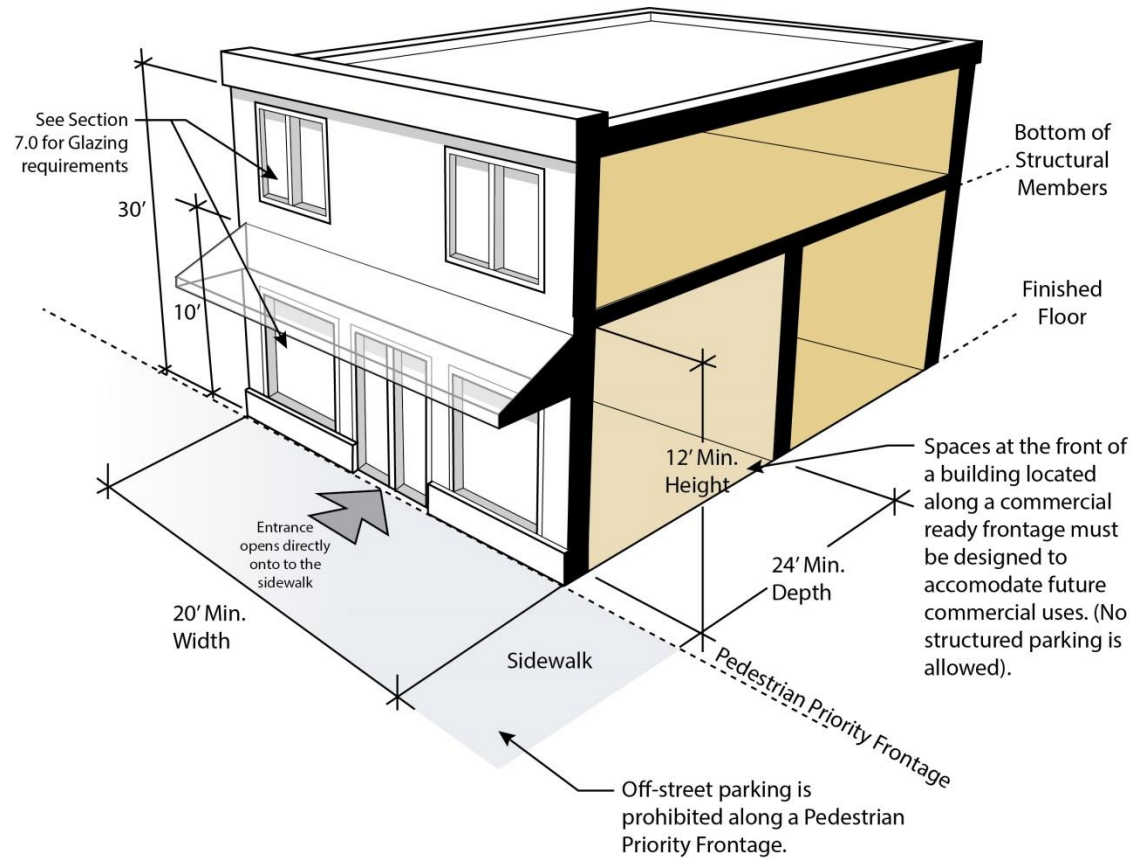 See Section
7.0 for Glazing
requirements
30'
10'
Bottom of
Structural
Members
Finished
Floor
12' Min.
Height
Spaces at the front of
a building located
along a commercial
ready frontage must
be designed to
accomodate future
commercial uses. (No
structured parking is
allowed).
24' Min.
Depth
Entrance
opens directly
onto to the
sidewalk
20' Min.
Width
Sidewalk
Pedestrian Priority Frontage
Off-street parking is
prohibited along a Pedestrian
Priority Frontage.